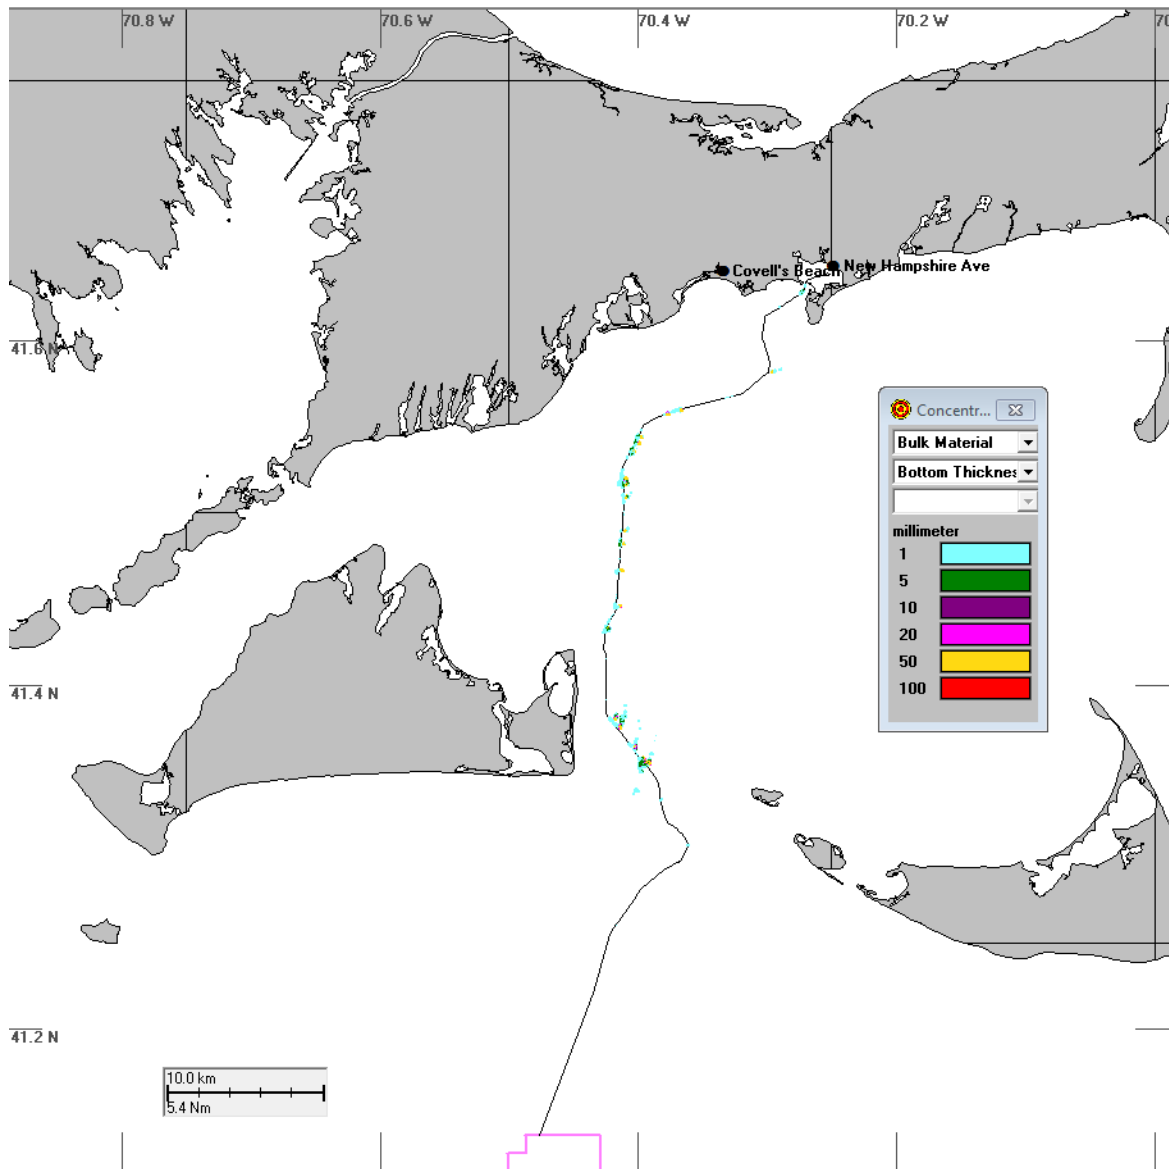 70.8 W
70.6 W
70.4 W
70.2 W
70
Covell's Beach
New Hampshire Ave
41.6 N
Concentr...
Bulk Material
Bottom Thicknes
millimeter
1
5
10
20
50
100
41.4 N
41.2 N
10.0 km
5.4 Nm